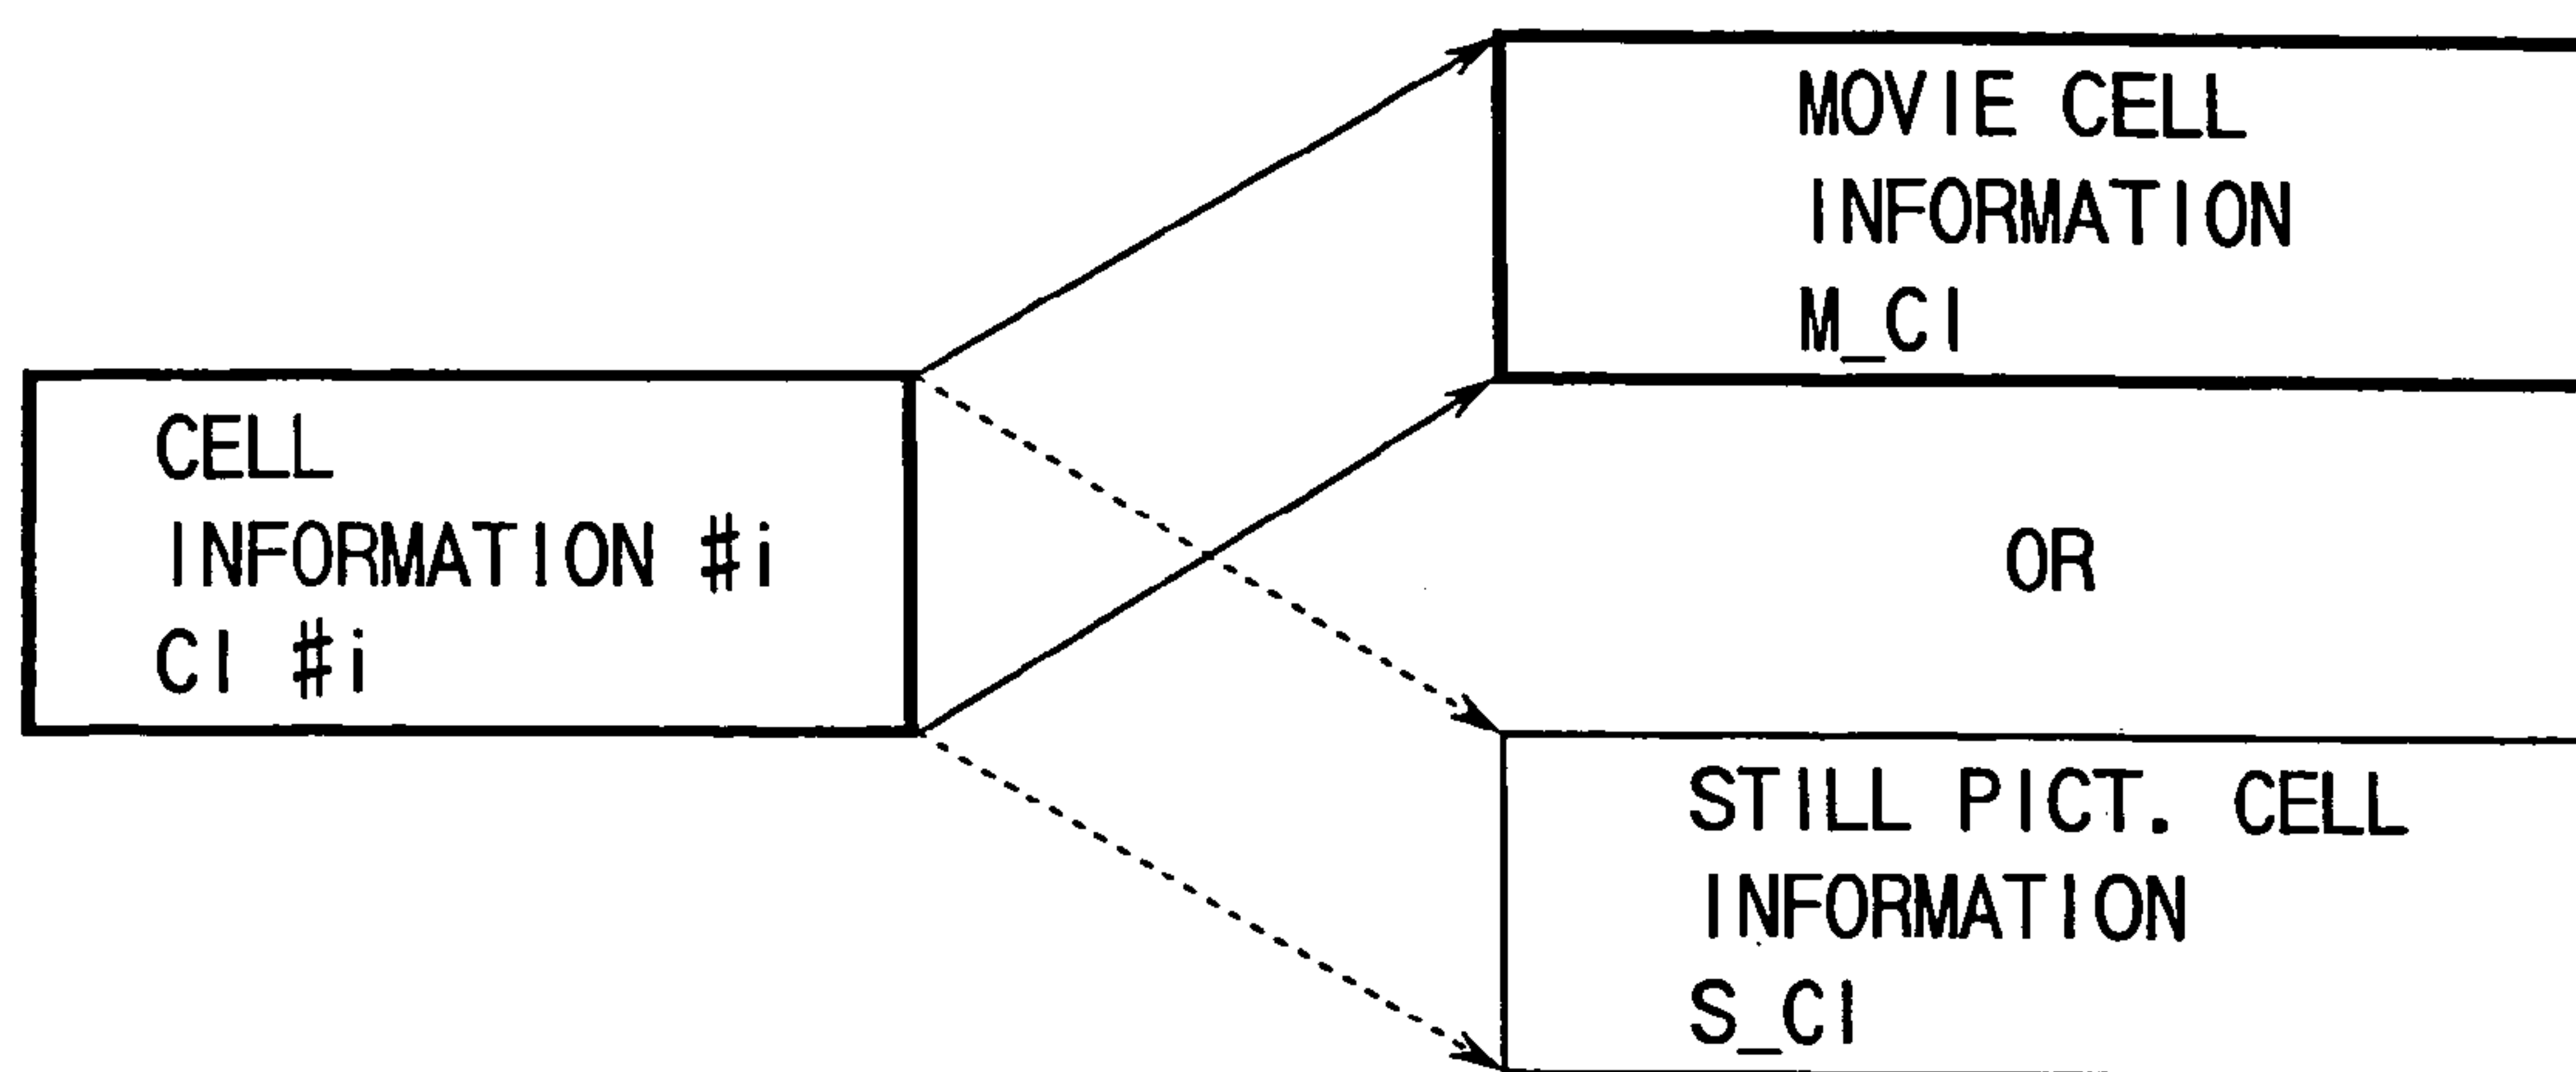 MOVIE CELL
INFORMATION
M_CI
CELL
INFORMATION #i
CI #i
OR
STILL PICT. CELL
INFORMATION
S_CI